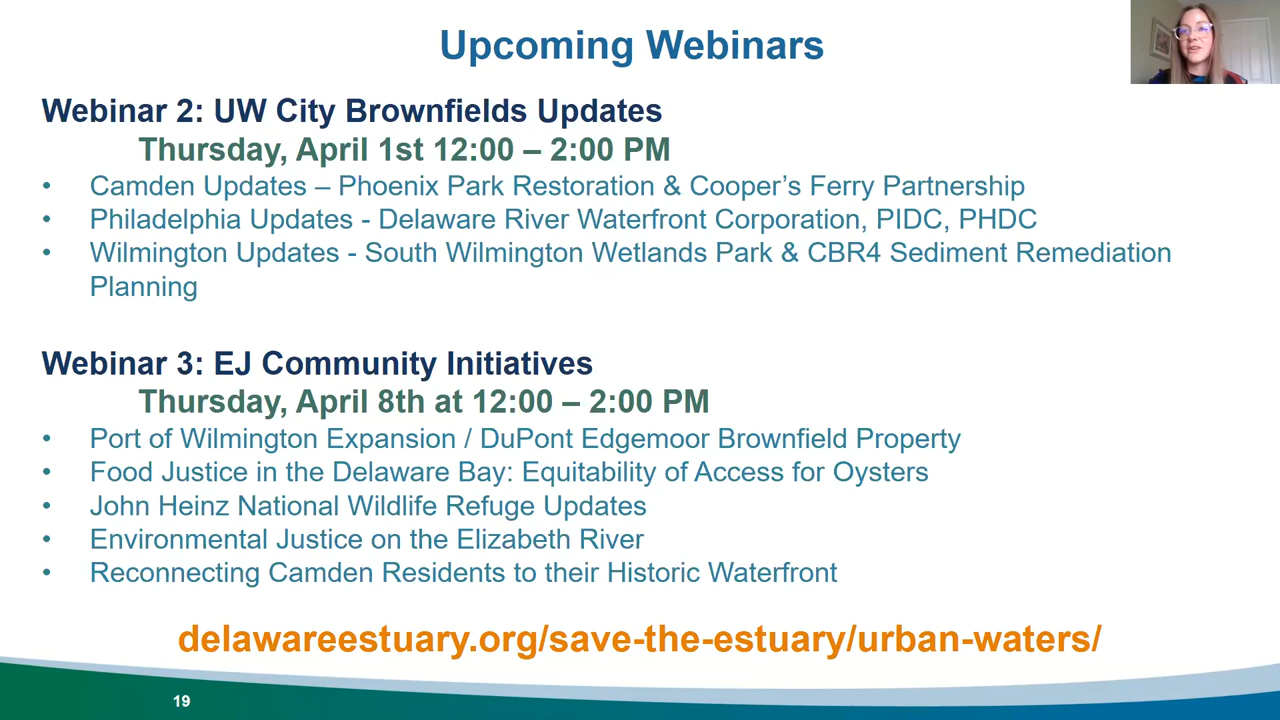 Upcoming Webinars
Webinar 2: UW City Brownfields Updates
Thursday, April 1st 12:00 – 2:00 PM
• Camden Updates – Phoenix Park Restoration & Cooper’s Ferry Partnership
• Philadelphia Updates - Delaware River Waterfront Corporation, PIDC, PHDC
• Wilmington Updates - South Wilmington Wetlands Park & CBR4 Sediment Remediation
Planning
Webinar 3: EJ Community Initiatives
Thursday, April 8th at 12:00 – 2:00 PM
• Port of Wilmington Expansion / DuPont Edgemoor Brownfield Property
• Food Justice in the Delaware Bay: Equitability of Access for Oysters
• John Heinz National Wildlife Refuge Updates
• Environmental Justice on the Elizabeth River
• Reconnecting Camden Residents to their Historic Waterfront
delawareestuary.org/save-the-estuary/urban-waters/
19